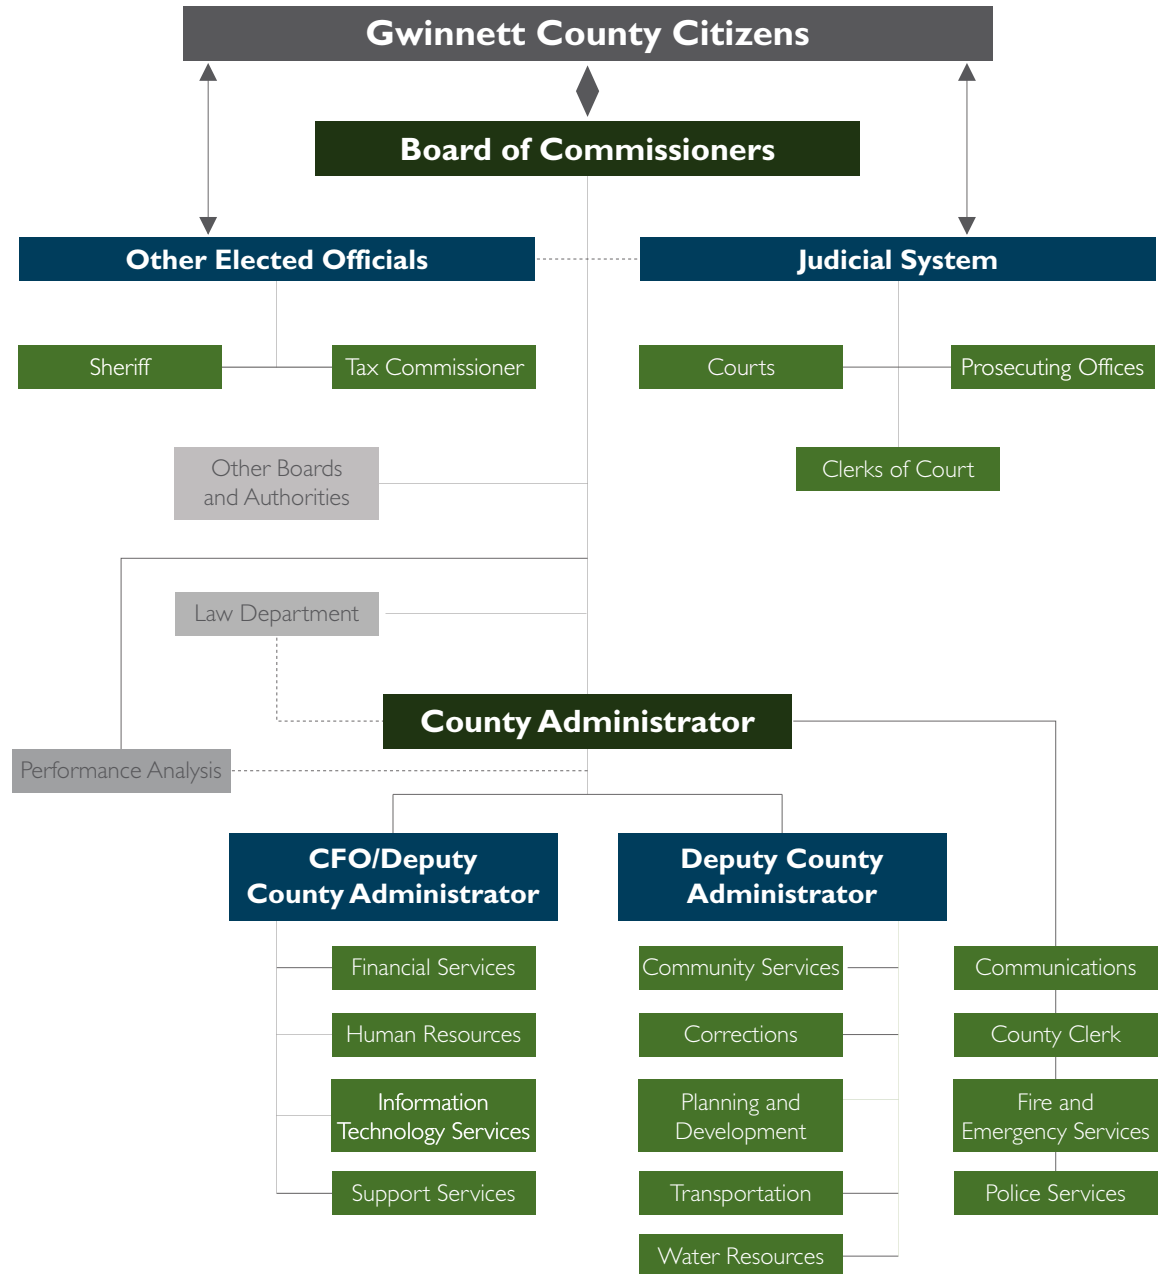 Gwinnett County Citizens
Board of Commissioners
Other Elected Officials
Judicial System
Sheriff
Tax Commissioner
Courts
Prosecuting Offices
Other Boards
and Authorities
Clerks of Court
Law Department
County Administrator
Performance Analysis
CFO/Deputy
County Administrator
Deputy County
Administrator
Financial Services
Community Services
Communications
Human Resources
Corrections
County Clerk
Information
Technology Services
Planning and
Development
Fire and
Emergency Services
Support Services
Transportation
Police Services
Water Resources